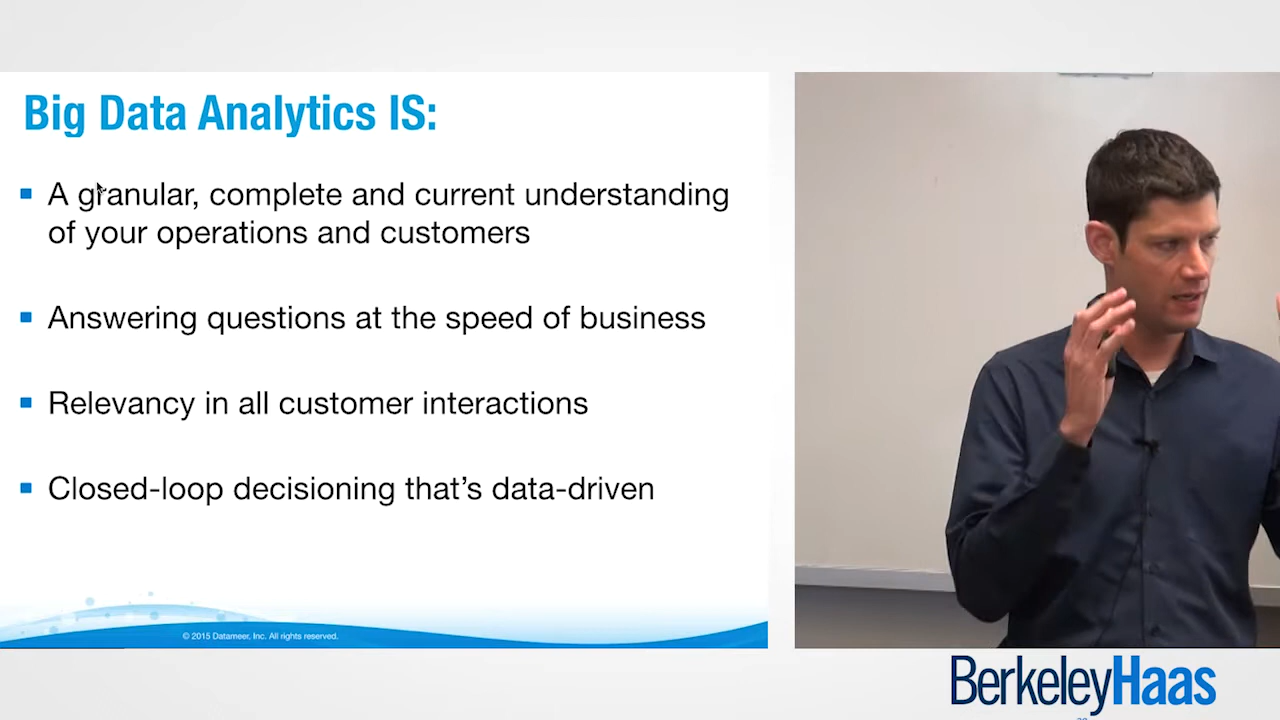 Big Data Analytics IS:
A granular, complete and current understanding
of your operations and customers
Answering questions at the speed of business
Relevancy in all customer interactions
Closed-loop decisioning that’s data-driven
© 2015 Datameer, Inc. All rights reserved.
BerkeleyHaas